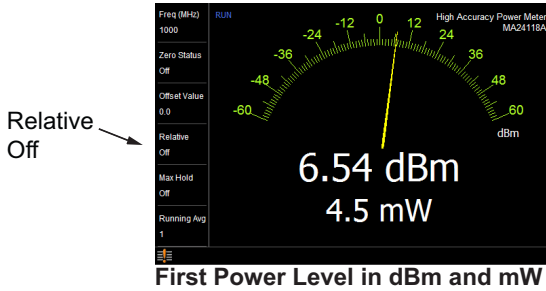 Relative
Off
Freq (MHz)
1000
Zero Status
Off
Offset Value
0.0
Relative
Off
Max Hold
Off
Running Avg
1
RUN
High Accuracy Power Meter
MA24118A
-60
-48
-36
-24
-12
0
12
24
36
48
60
dBm
6.54 dBm
4.5 mW
First Power Level in dBm and mW